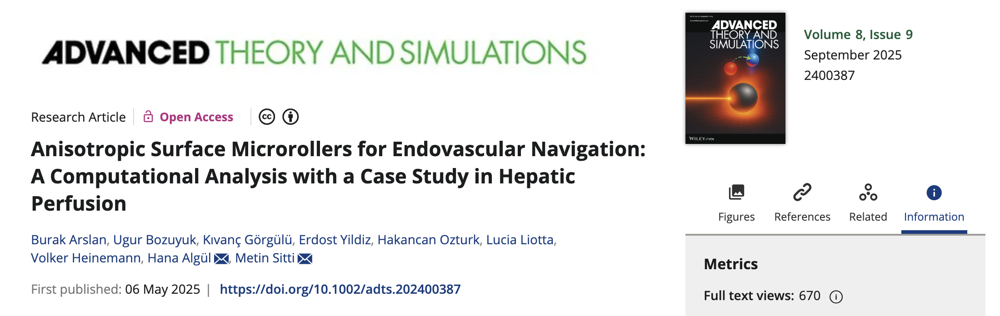 ADVANCED THEORY AND SIMULATIONS
Research Article
Open Access
cc
Anisotropic Surface Microrollers for Endovascular Navigation:
A Computational Analysis with a Case Study in Hepatic
Perfusion
Burak Arslan, Ugur Bozuyuk, Kıvanç Görgülü, Erdost Yildiz, Hakancan Ozturk, Lucia Liotta,
Volker Heinemann, Hana Algül, Metin Sitti
First published: 06 May 2025 | https://doi.org/10.1002/adts.202400387
ADVANCED
THEORY AND
SIMULATIONS
WILEY-VCH
Volume 8, Issue 9
September 2025
2400387
Figures
References
Related
Information
Metrics
Full text views: 670